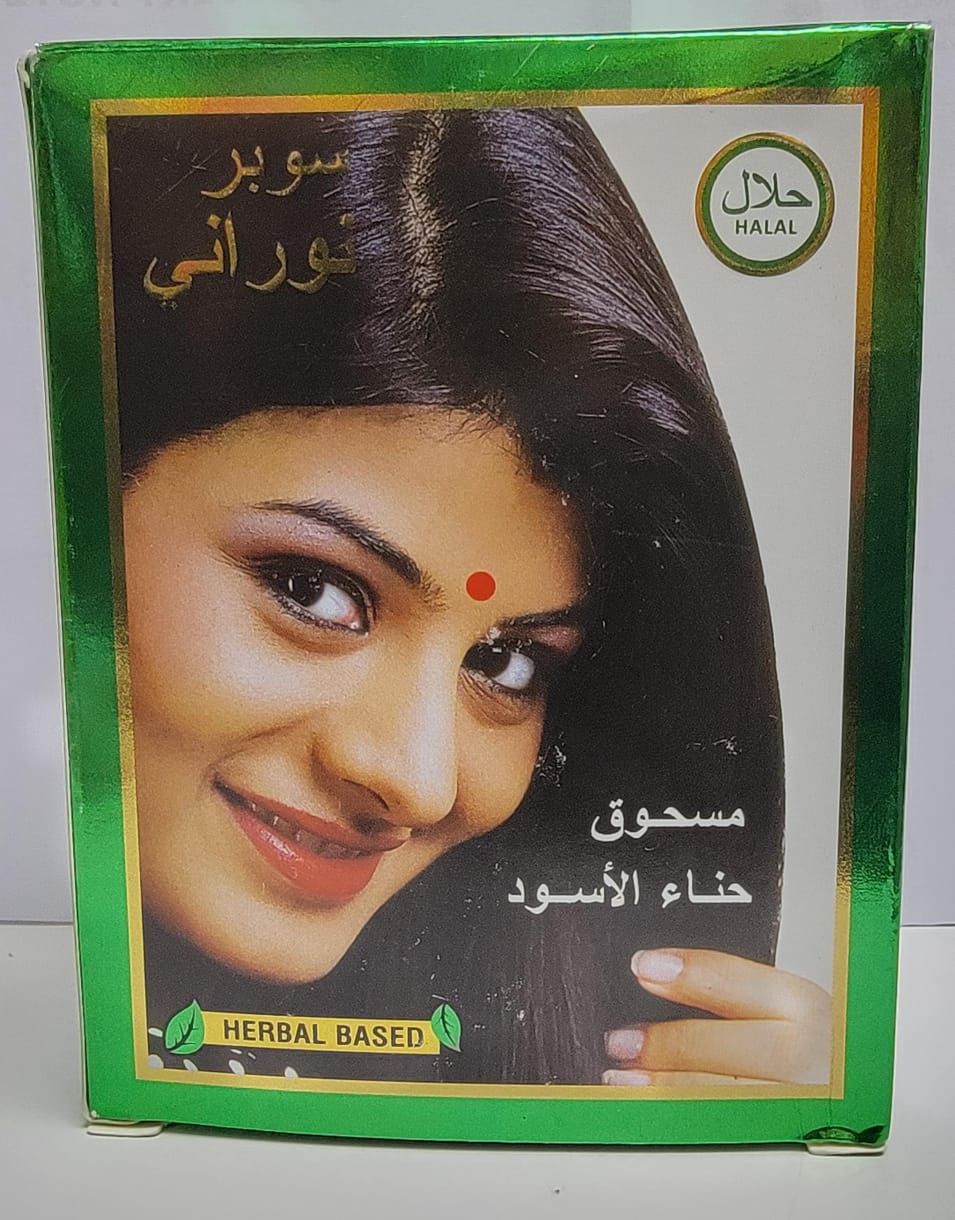 سوبر
نوراني
حلال
HALAL
مسحوق
حناء الأسود
HERBAL BASED